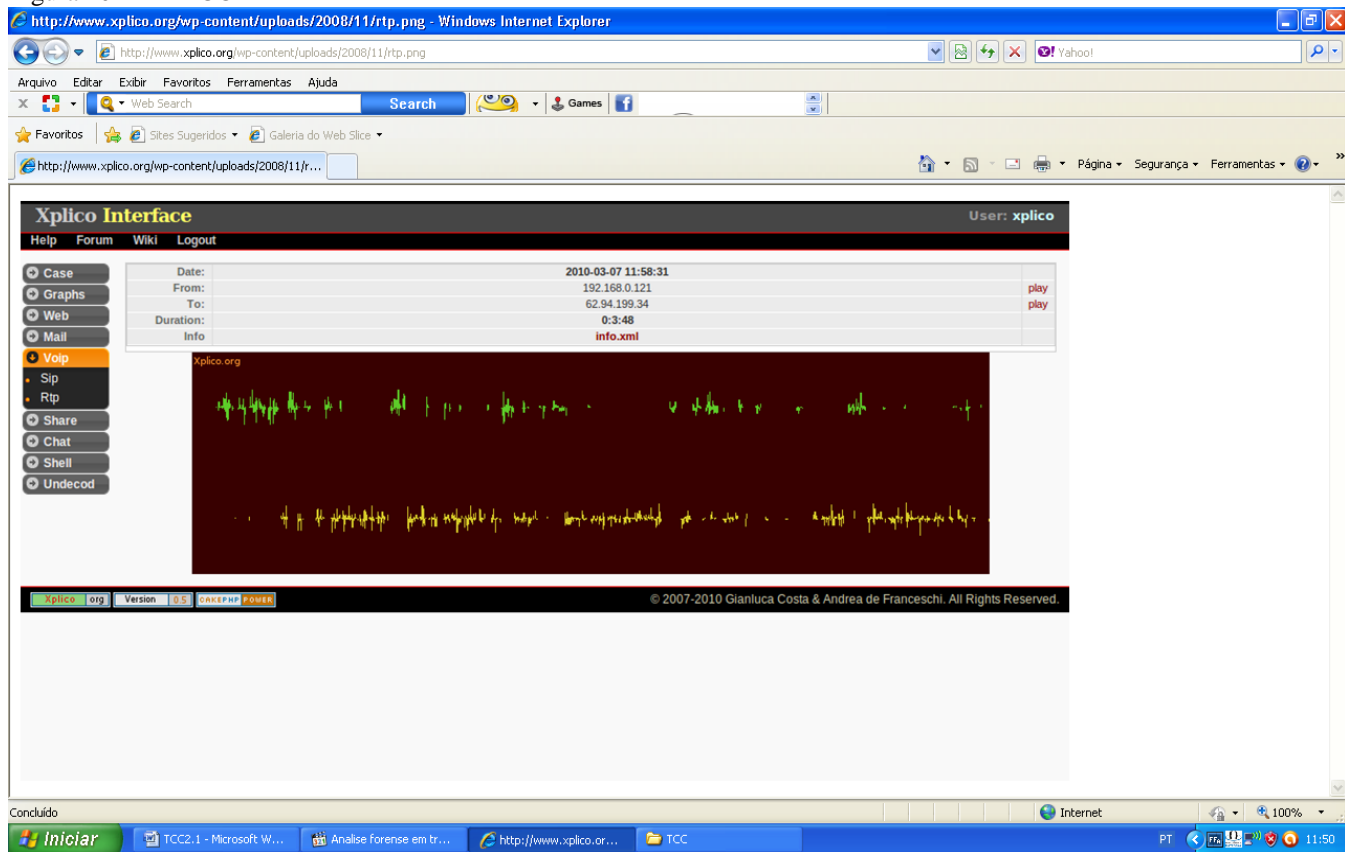 http://www.xplico.org/wp-content/uploads/2008/11/rtp.png - Windows Internet Explorer
http://www.xplico.org/wp-content/uploads/2008/11/rtp.png
Yahoo!
Arquivo Editar Exibir Favoritos Ferramentas Ajuda
X Web Search Search Games
Favoritos Sites Sugeridos Galeria do Web Slice
http://www.xplico.org/wp-content/uploads/2008/11/r...
Página Segurança Ferramentas
Xplico Interface
User: xplico
Help Forum Wiki Logout
Case
Graphs
Web
Mail
Voip
Sip
Rtp
Share
Chat
Shell
Undecod
Date: 2010-03-07 11:58:31
From: 192.168.0.121 play
To: 62.94.199.34 play
Duration: 0:3:48
Info info.xml
Xplico.org
Xplico org Version 0.5 CAKEPHP POWER
© 2007-2010 Gianluca Costa & Andrea de Franceschi. All Rights Reserved.
Concluído Internet 100%
Iniciar TCC2.1 - Microsoft W... Analise forense em tr... http://www.xplico.or... TCC PT 11:50